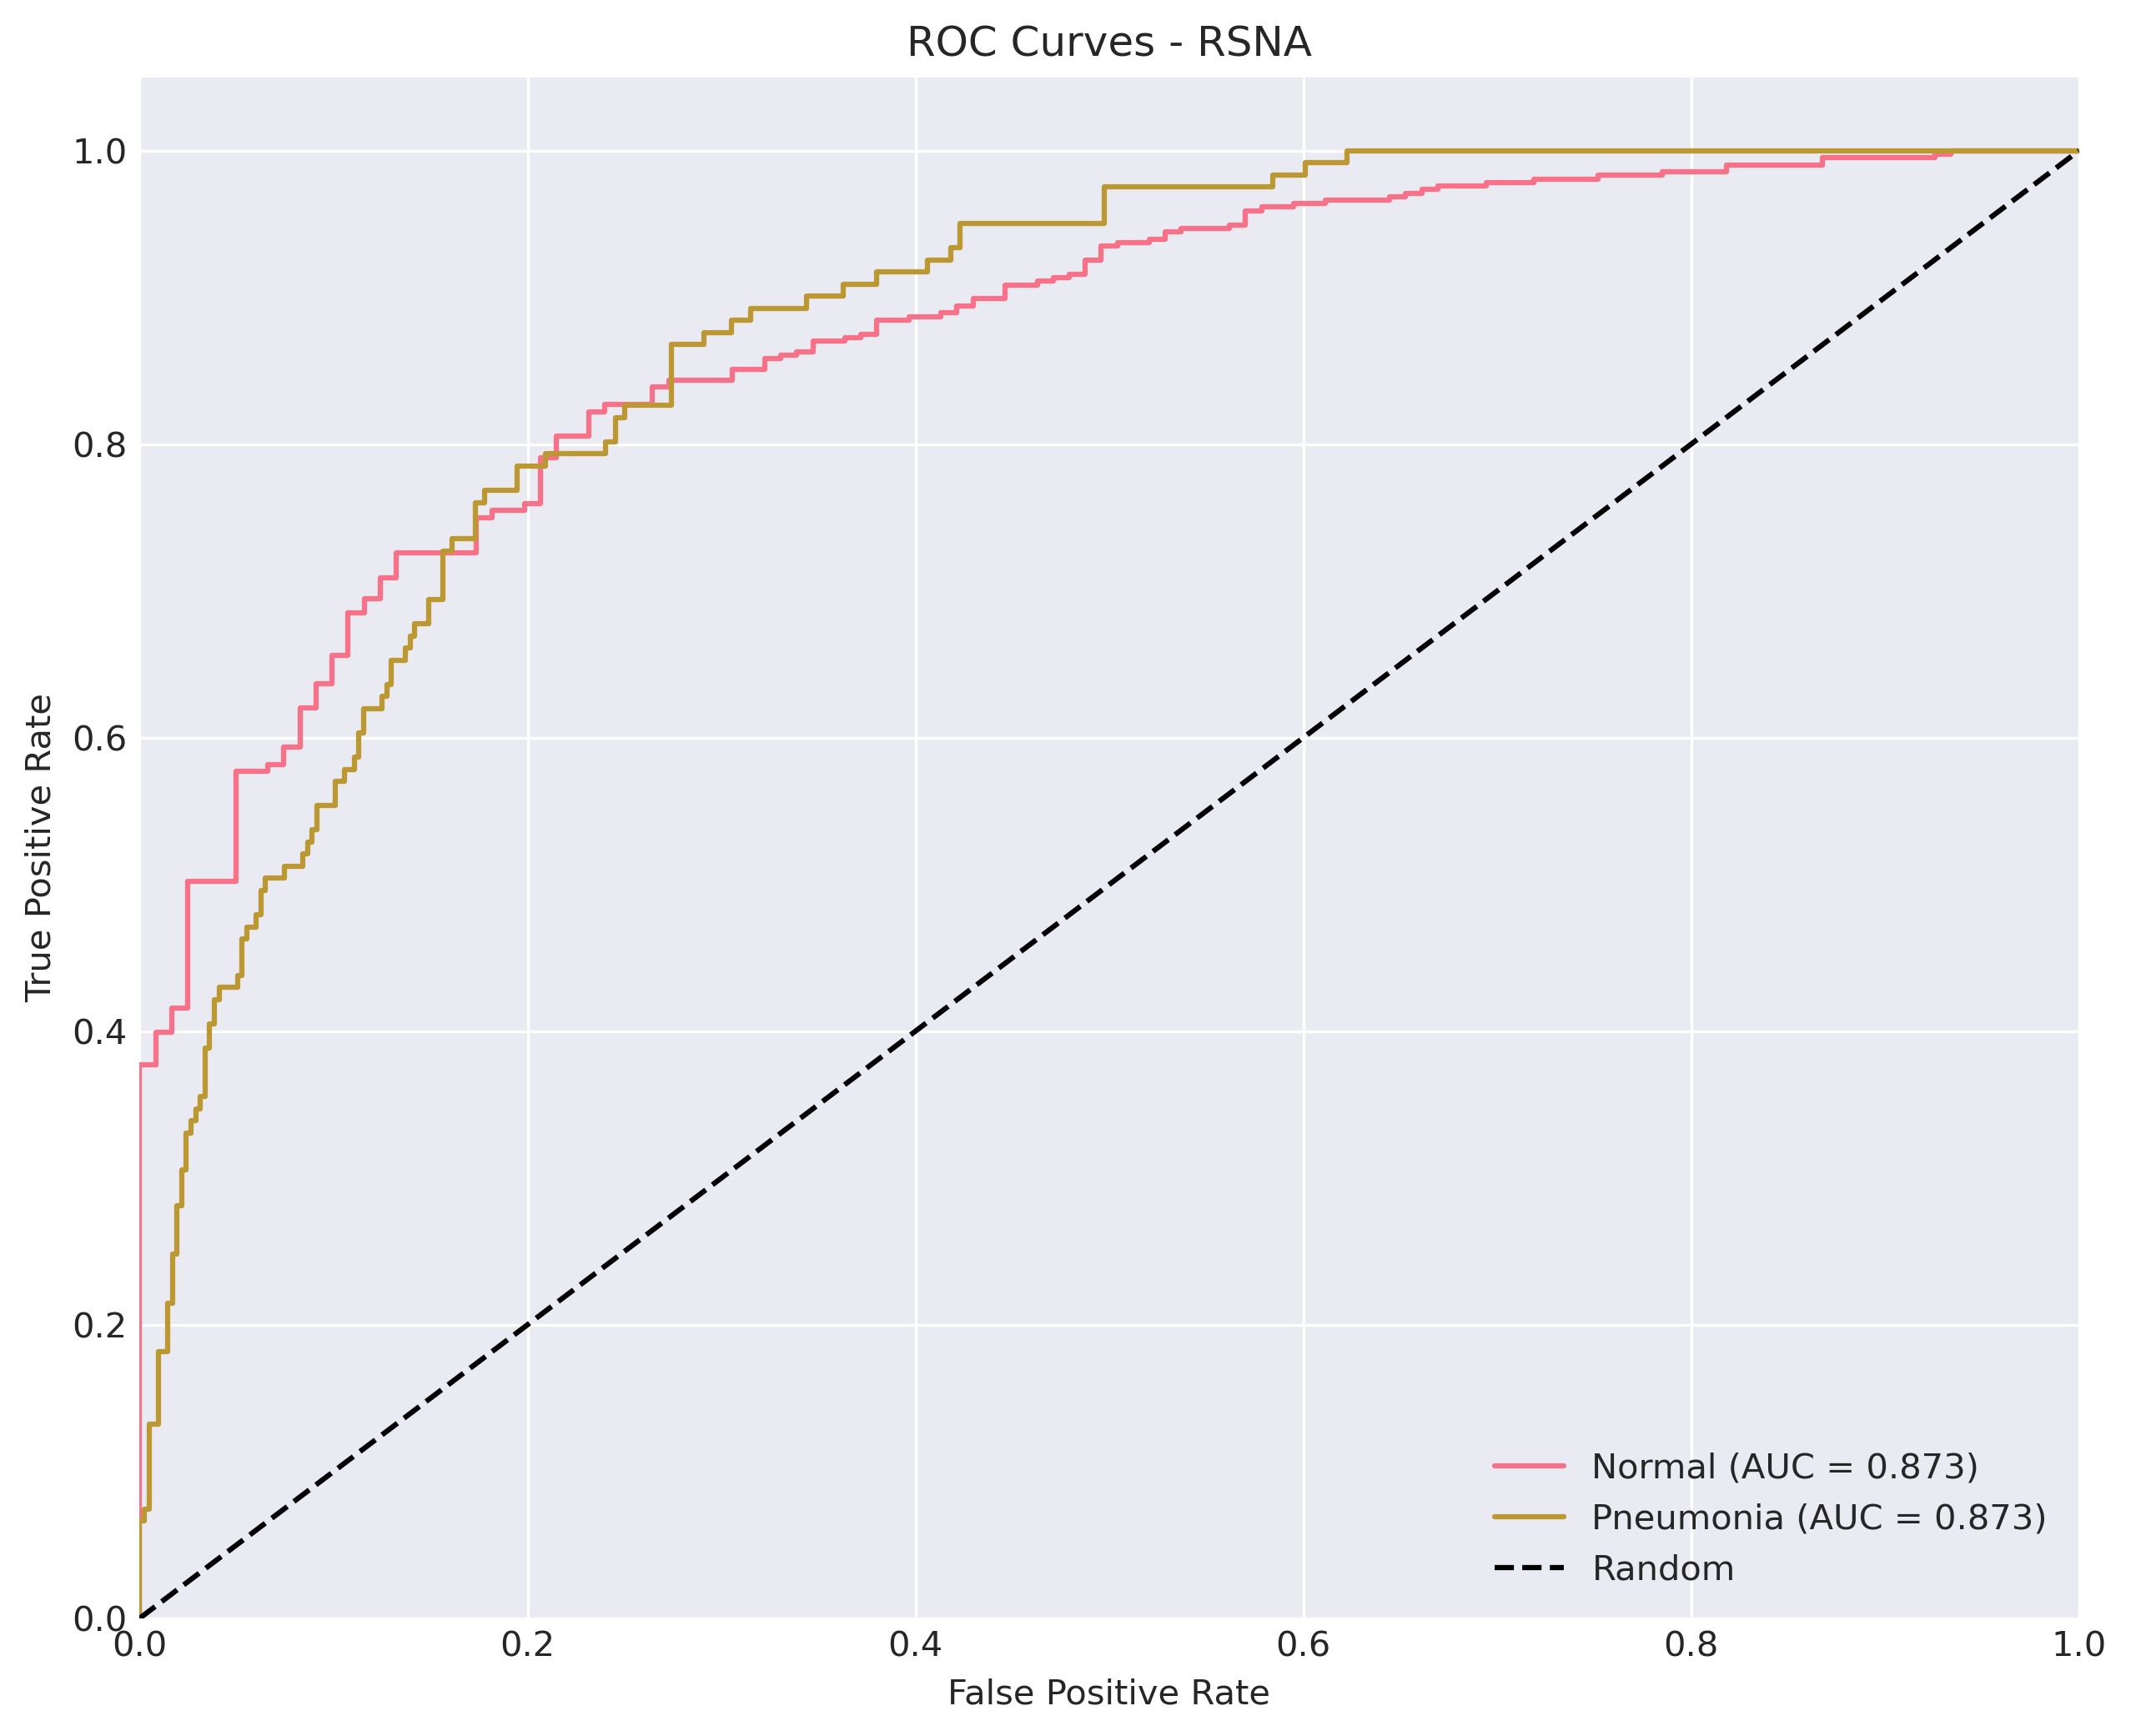 ROC Curves - RSNA
True Positive Rate
1.0
0.8
0.6
0.4
0.2
0.0
0.0 0.2 0.4 0.6 0.8 1.0
False Positive Rate
Normal (AUC = 0.873)
Pneumonia (AUC = 0.873)
Random